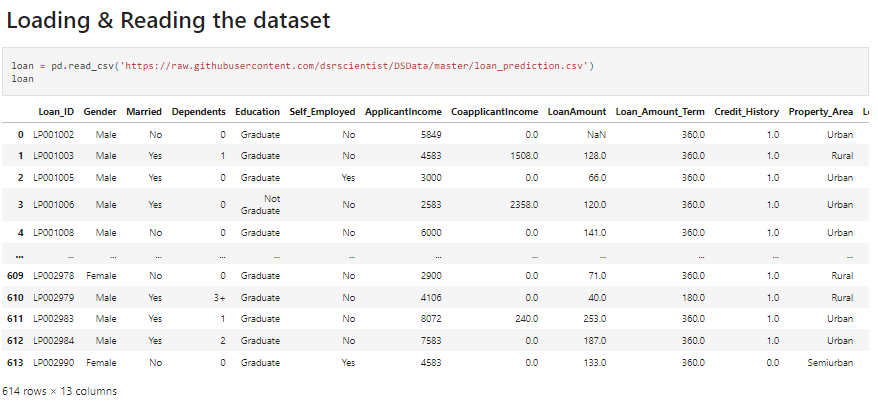 Loading & Reading the dataset
loan = pd.read_csv('https://raw.githubusercontent.com/dsrscientist/DSData/master/loan_prediction.csv')
loan
Loan_ID Gender Married Dependents Education Self_Employed ApplicantIncome CoapplicantIncome LoanAmount Loan_Amount_Term Credit_History Property_Area Lo
0 LP001002 Male No 0 Graduate No 5849 0.0 NaN 360.0 1.0 Urban
1 LP001003 Male Yes 1 Graduate No 4583 1508.0 128.0 360.0 1.0 Rural
2 LP001005 Male Yes 0 Graduate Yes 3000 0.0 66.0 360.0 1.0 Urban
3 LP001006 Male Yes 0 Not Graduate No 2583 2358.0 120.0 360.0 1.0 Urban
4 LP001008 Male No 0 Graduate No 6000 0.0 141.0 360.0 1.0 Urban
... ... ... ... ... ... ... ... ... ... ... ... ...
609 LP002978 Female No 0 Graduate No 2900 0.0 71.0 360.0 1.0 Rural
610 LP002979 Male Yes 3+ Graduate No 4106 0.0 40.0 180.0 1.0 Rural
611 LP002983 Male Yes 1 Graduate No 8072 240.0 253.0 360.0 1.0 Urban
612 LP002984 Male Yes 2 Graduate No 7583 0.0 187.0 360.0 1.0 Urban
613 LP002990 Female No 0 Graduate Yes 4583 0.0 133.0 360.0 0.0 Semiurban
614 rows × 13 columns